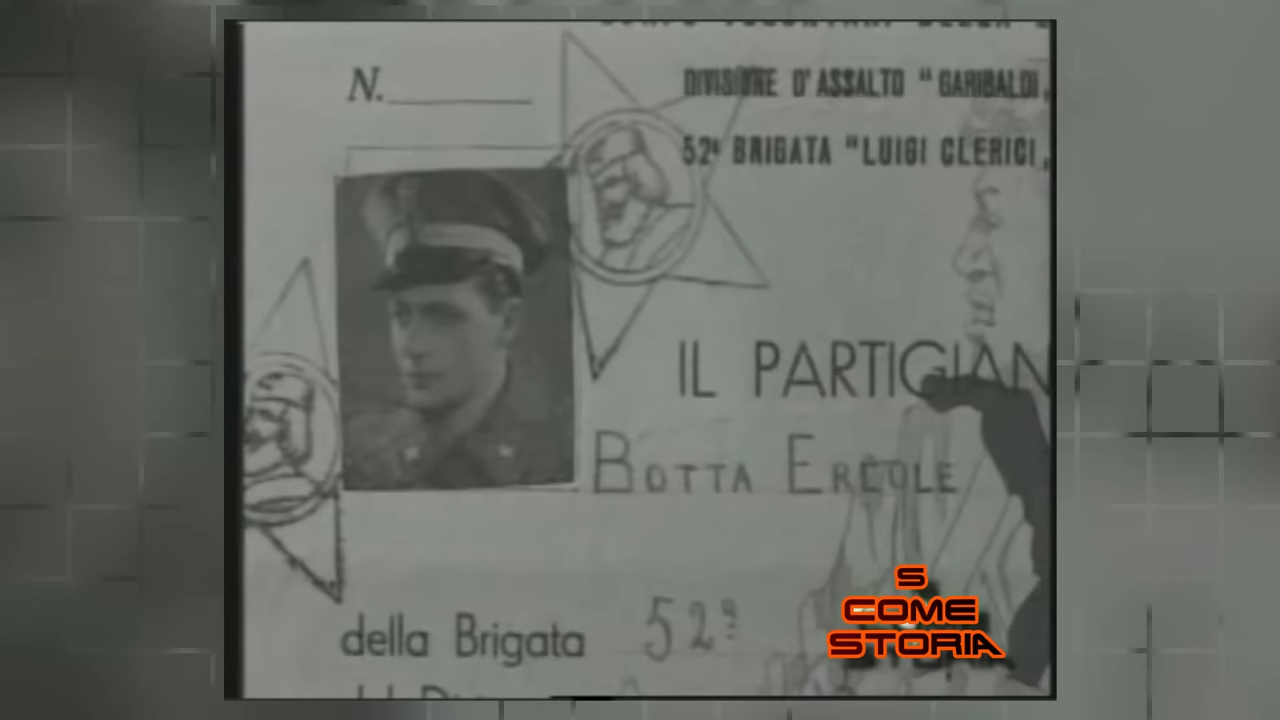 N.
DIVISIONE D'ASSALTO "GARIBALDI„
52ª BRIGATA "LUIGI CLERICI„
IL PARTIGIAN
BOTTA ERCOLE
della Brigata 52ª
S
COME
STORIA